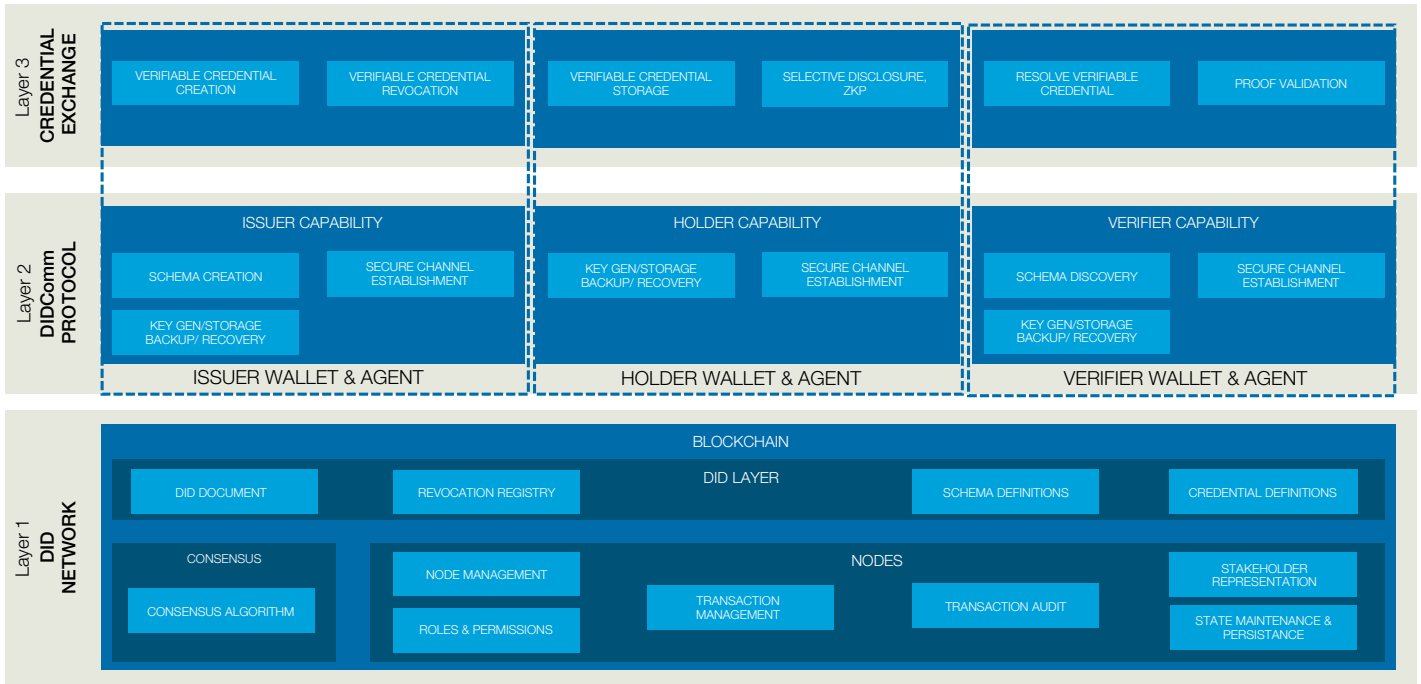 Layer 3
CREDENTIAL
EXCHANGE
VERIFIABLE CREDENTIAL
CREATION
VERIFIABLE CREDENTIAL
REVOCATION
VERIFIABLE CREDENTIAL
STORAGE
SELECTIVE DISCLOSURE,
ZKP
RESOLVE VERIFIABLE
CREDENTIAL
PROOF VALIDATION
Layer 2
DIDComm
PROTOCOL
ISSUER CAPABILITY
SCHEMA CREATION
SECURE CHANNEL
ESTABLISHMENT
KEY GEN/STORAGE
BACKUP/ RECOVERY
ISSUER WALLET & AGENT
HOLDER CAPABILITY
KEY GEN/STORAGE
BACKUP/ RECOVERY
SECURE CHANNEL
ESTABLISHMENT
HOLDER WALLET & AGENT
VERIFIER CAPABILITY
SCHEMA DISCOVERY
SECURE CHANNEL
ESTABLISHMENT
KEY GEN/STORAGE
BACKUP/ RECOVERY
VERIFIER WALLET & AGENT
Layer 1
DID
NETWORK
BLOCKCHAIN
DID LAYER
DID DOCUMENT
REVOCATION REGISTRY
SCHEMA DEFINITIONS
CREDENTIAL DEFINITIONS
CONSENSUS
CONSENSUS ALGORITHM
NODES
NODE MANAGEMENT
ROLES & PERMISSIONS
TRANSACTION
MANAGEMENT
TRANSACTION AUDIT
STAKEHOLDER
REPRESENTATION
STATE MAINTENANCE &
PERSISTANCE